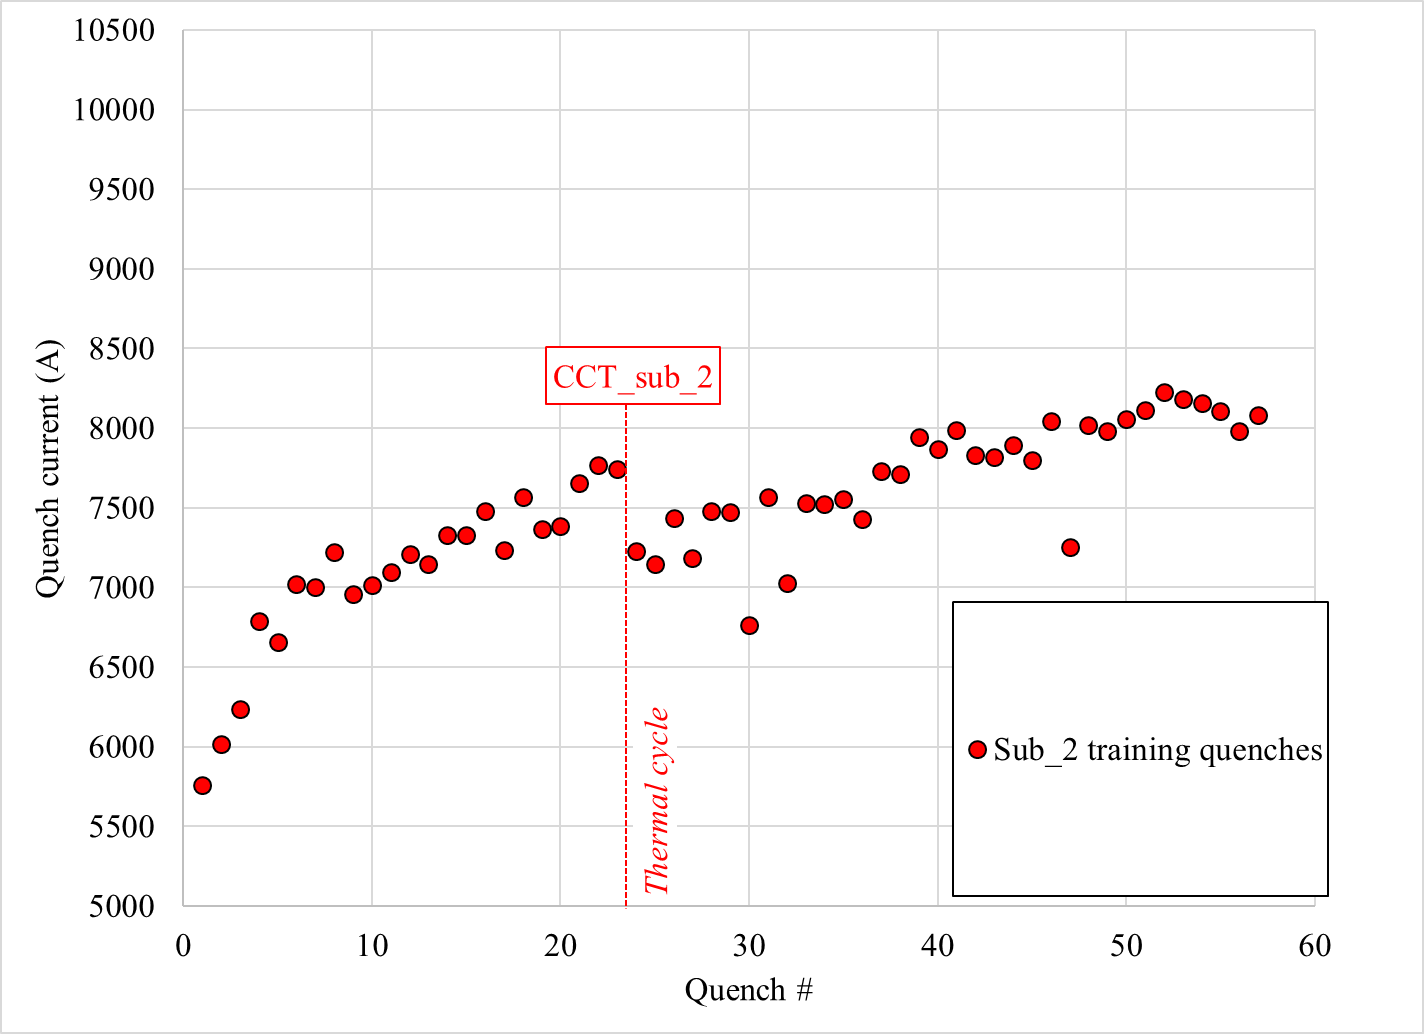 10500
10000
9500
9000
8500
8000
7500
7000
6500
6000
5500
5000
Quench current (A)
CCT_sub_2
Thermal cycle
Sub_2 training quenches
0 10 20 30 40 50 60
Quench #